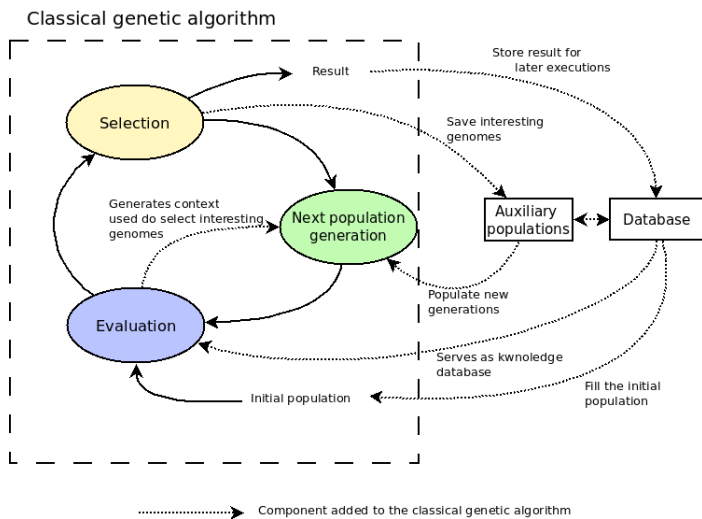 Classical genetic algorithm
Result
Store result for
later executions
Selection
Save interesting
genomes
Generates context
used do select interesting
genomes
Next population
generation
Auxiliary
populations
Database
Evaluation
Populate new
generations
Serves as kwnoledge
database
Initial population
Fill the initial
population
Component added to the classical genetic algorithm